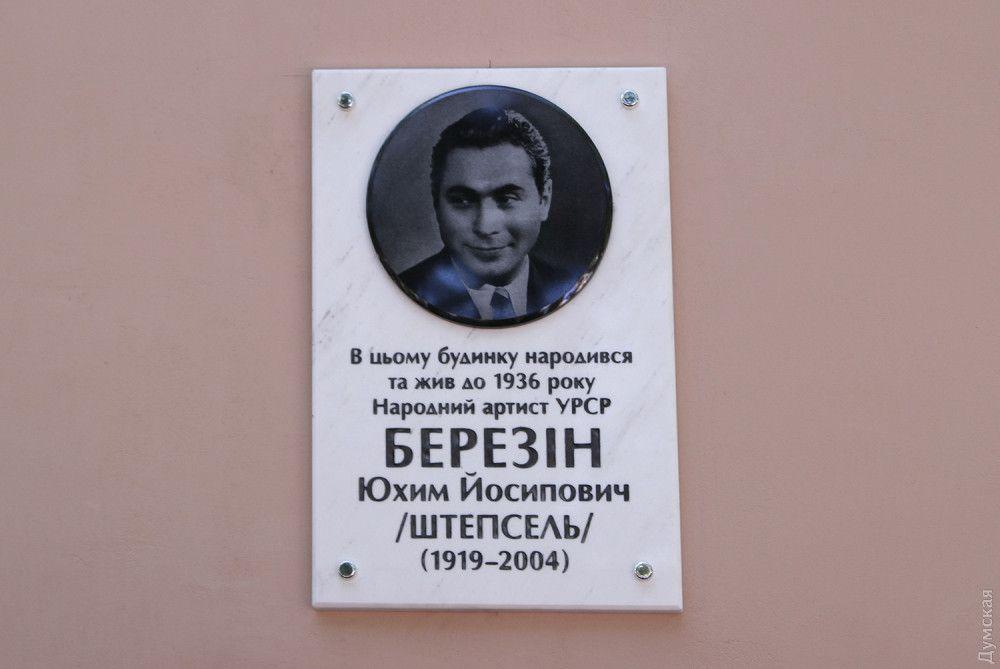 В цьому будинку народився
та жив до 1936 року
Народний артист УРСР
БЕРЕЗІН
Юхим Йосипович
/ШТЕПСЕЛЬ/
(1919–2004)
Думская